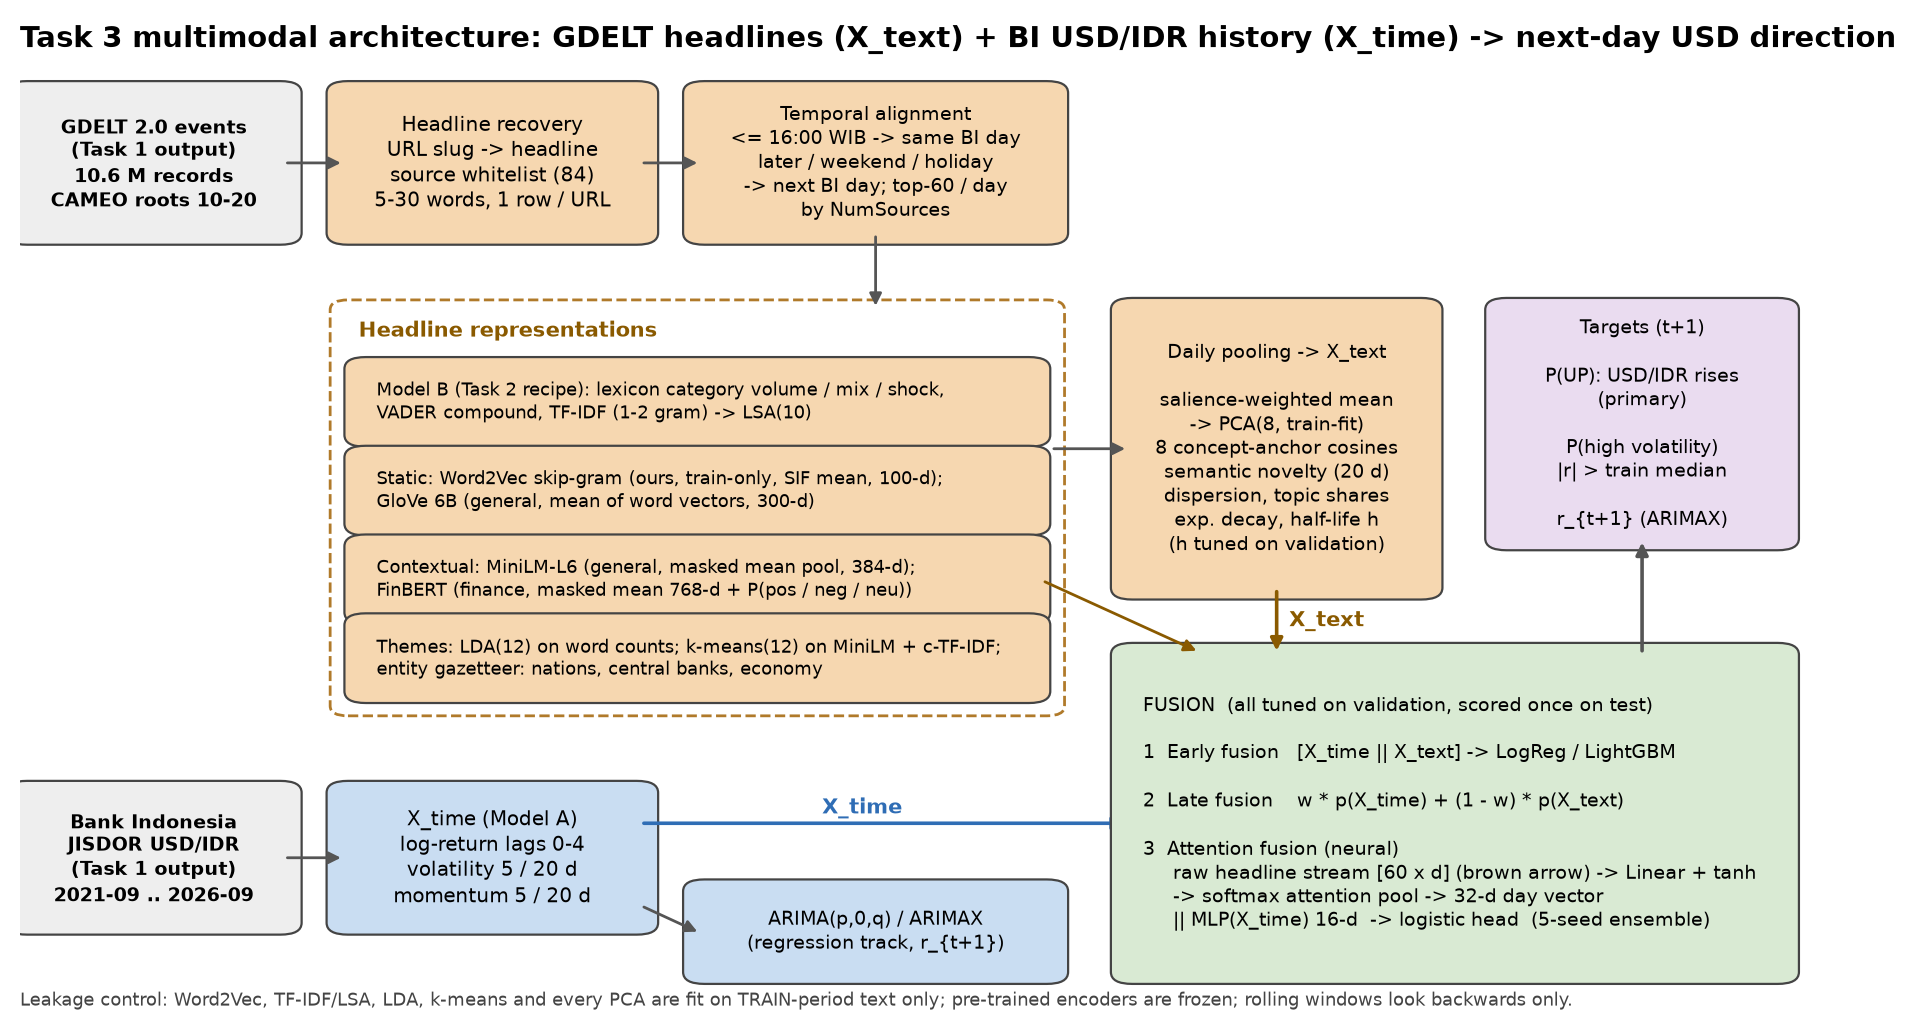 Task 3 multimodal architecture: GDELT headlines (X_text) + BI USD/IDR history (X_time) -> next-day USD direction
GDELT 2.0 events
(Task 1 output)
10.6 M records
CAMEO roots 10-20
Headline recovery
URL slug -> headline
source whitelist (84)
5-30 words, 1 row / URL
Temporal alignment
<= 16:00 WIB -> same BI day
later / weekend / holiday
-> next BI day; top-60 / day
by NumSources
Headline representations
Model B (Task 2 recipe): lexicon category volume / mix / shock,
VADER compound, TF-IDF (1-2 gram) -> LSA(10)
Static: Word2Vec skip-gram (ours, train-only, SIF mean, 100-d);
GloVe 6B (general, mean of word vectors, 300-d)
Contextual: MiniLM-L6 (general, masked mean pool, 384-d);
FinBERT (finance, masked mean 768-d + P(pos / neg / neu))
Themes: LDA(12) on word counts; k-means(12) on MiniLM + c-TF-IDF;
entity gazetteer: nations, central banks, economy
Daily pooling -> X_text
salience-weighted mean
-> PCA(8, train-fit)
8 concept-anchor cosines
semantic novelty (20 d)
dispersion, topic shares
exp. decay, half-life h
(h tuned on validation)
Targets (t+1)
P(UP): USD/IDR rises
(primary)
P(high volatility)
|r| > train median
r_{t+1} (ARIMAX)
X_text
FUSION  (all tuned on validation, scored once on test)
1  Early fusion   [X_time || X_text] -> LogReg / LightGBM
2  Late fusion    w * p(X_time) + (1 - w) * p(X_text)
3  Attention fusion (neural)
raw headline stream [60 x d] (brown arrow) -> Linear + tanh
-> softmax attention pool -> 32-d day vector
|| MLP(X_time) 16-d  -> logistic head  (5-seed ensemble)
Bank Indonesia
JISDOR USD/IDR
(Task 1 output)
2021-09 .. 2026-09
X_time (Model A)
log-return lags 0-4
volatility 5 / 20 d
momentum 5 / 20 d
X_time
ARIMA(p,0,q) / ARIMAX
(regression track, r_{t+1})
Leakage control: Word2Vec, TF-IDF/LSA, LDA, k-means and every PCA are fit on TRAIN-period text only; pre-trained encoders are frozen; rolling windows look backwards only.